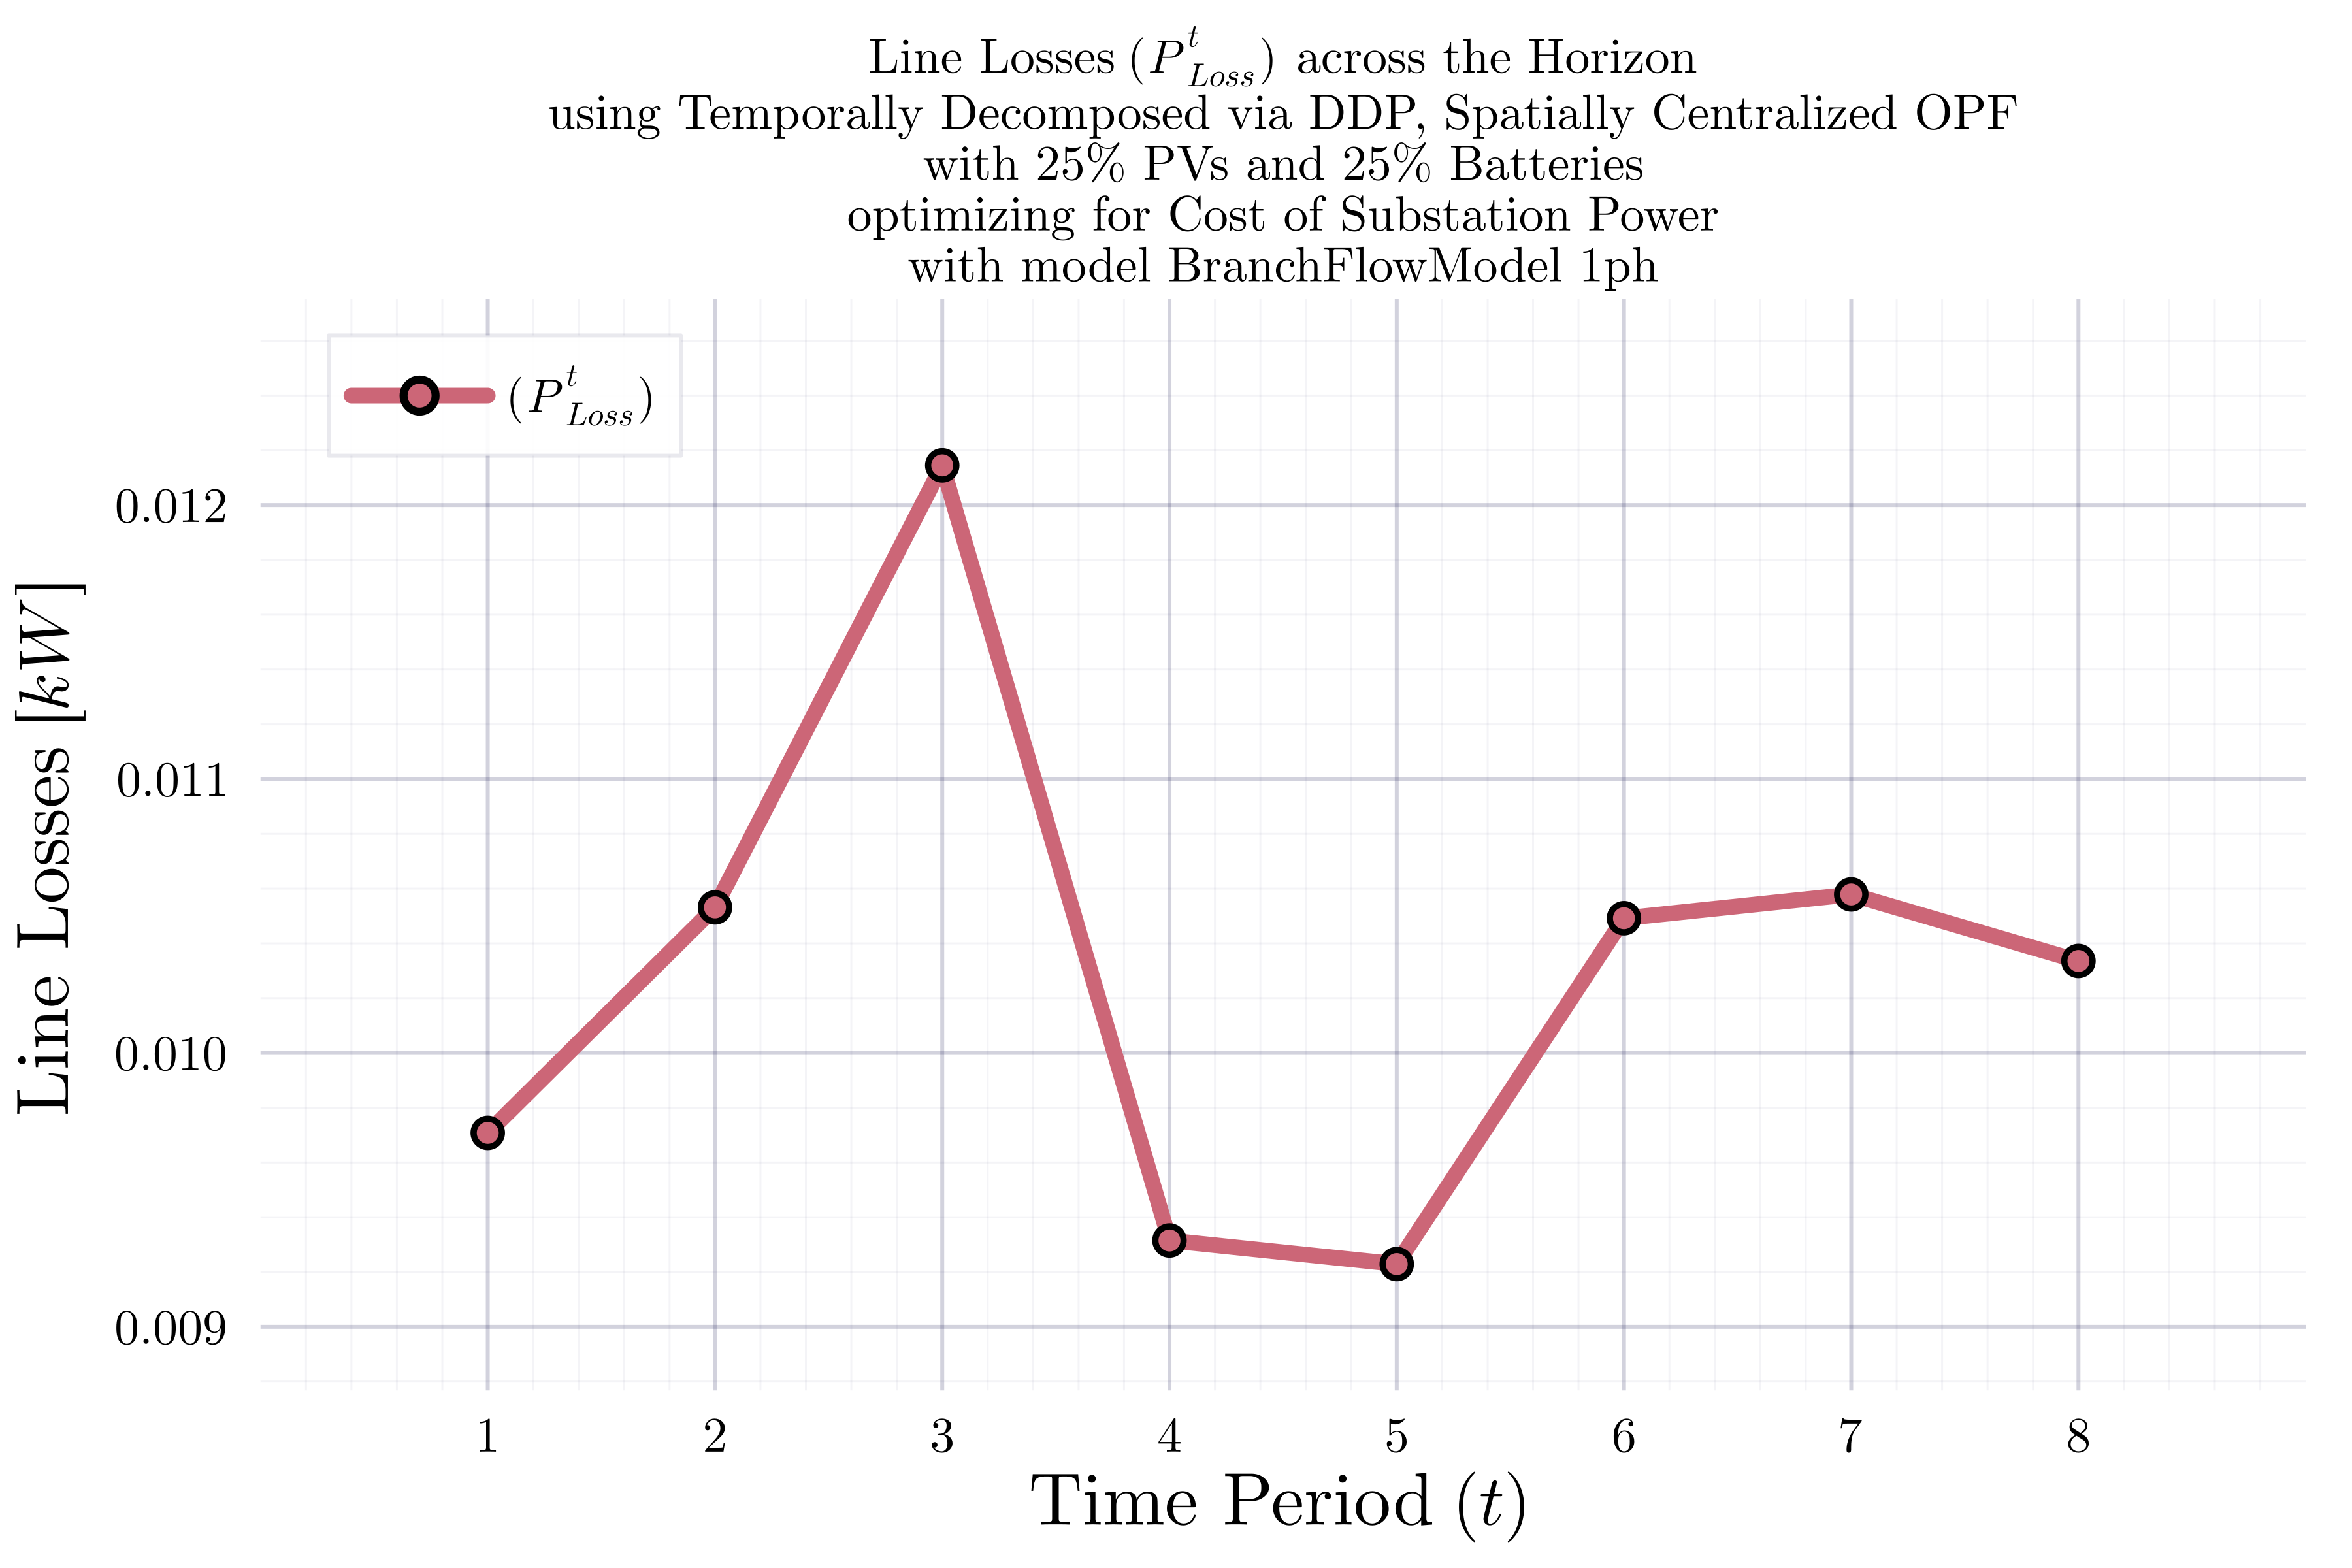 Line Losses (P^t_Loss) across the Horizon
using Temporally Decomposed via DDP, Spatially Centralized OPF
with 25% PVs and 25% Batteries
optimizing for Cost of Substation Power
with model BranchFlowModel 1ph
(P^t_Loss)
Line Losses [kW]
0.012
0.011
0.010
0.009
1 2 3 4 5 6 7 8
Time Period (t)